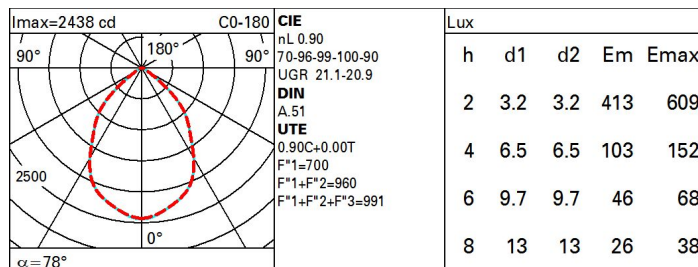 Imax=2438 cd C0-180
90° 180° 90°
2500
0°
α=78°
CIE
nL 0.90
70-96-99-100-90
UGR 21.1-20.9
DIN
A.51
UTE
0.90C+0.00T
F"1=700
F"1+F"2=960
F"1+F"2+F"3=991
Lux
h d1 d2 Em Emax
2 3.2 3.2 413 609
4 6.5 6.5 103 152
6 9.7 9.7 46 68
8 13 13 26 38